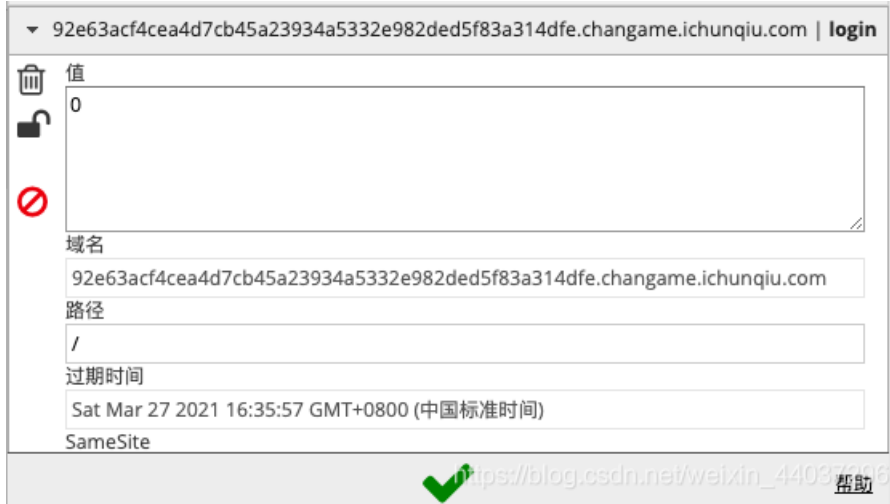 92e63acf4cea4d7cb45a23934a5332e982ded5f83a314dfe.changame.ichunqiu.com | login
值
0
域名
92e63acf4cea4d7cb45a23934a5332e982ded5f83a314dfe.changame.ichunqiu.com
路径
/
过期时间
Sat Mar 27 2021 16:35:57 GMT+0800 (中国标准时间)
SameSite
帮助